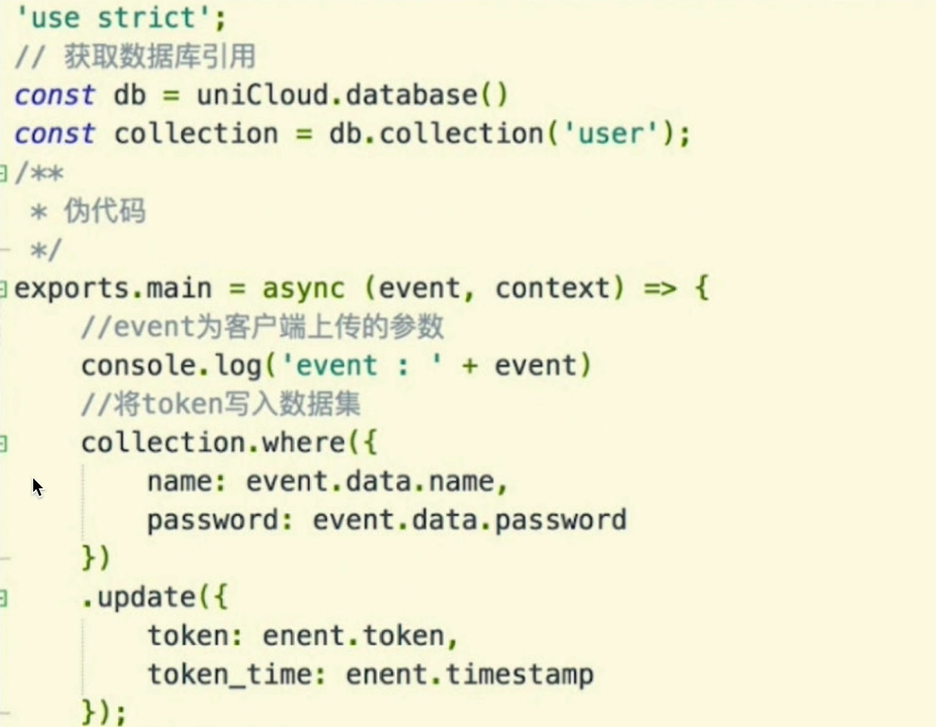 'use strict';
// 获取数据库引用
const db = uniCloud.database()
const collection = db.collection('user');
/**
 * 伪代码
 */
exports.main = async (event, context) => {
    //event为客户端上传的参数
    console.log('event : ' + event)
    //将token写入数据集
    collection.where({
        name: event.data.name,
        password: event.data.password
    })
    .update({
        token: enent.token,
        token_time: enent.timestamp
    });